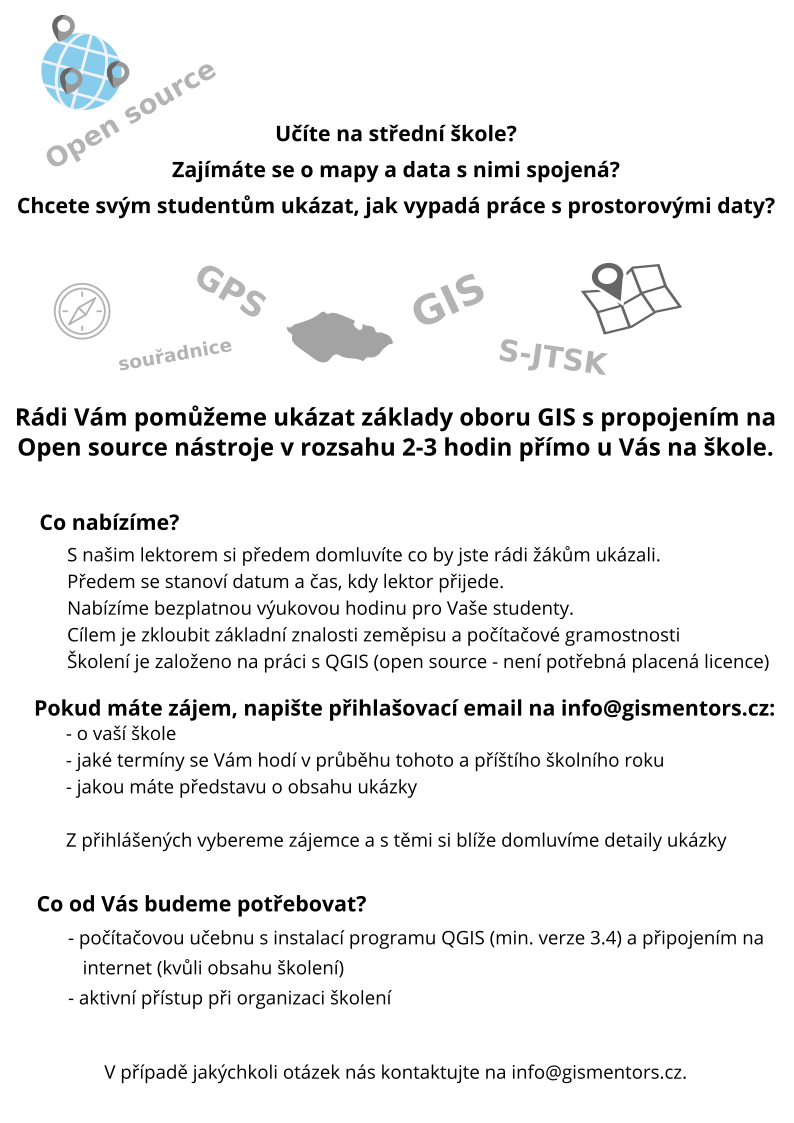 Open source
Učíte na střední škole?
Zajímáte se o mapy a data s nimi spojená?
Chcete svým studentům ukázat, jak vypadá práce s prostorovými daty?
GPS
GIS
souřadnice
S-JTSK
Rádi Vám pomůžeme ukázat základy oboru GIS s propojením na
Open source nástroje v rozsahu 2-3 hodin přímo u Vás na škole.
Co nabízíme?
S našim lektorem si předem domluvíte co by jste rádi žákům ukázali.
Předem se stanoví datum a čas, kdy lektor přijede.
Nabízíme bezplatnou výukovou hodinu pro Vaše studenty.
Cílem je zkloubit základní znalosti zeměpisu a počítačové gramostnosti
Školení je založeno na práci s QGIS (open source - není potřebná placená licence)
Pokud máte zájem, napište přihlašovací email na info@gismentors.cz:
- o vaší škole
- jaké termíny se Vám hodí v průběhu tohoto a příštího školního roku
- jakou máte představu o obsahu ukázky
Z přihlášených vybereme zájemce a s těmi si blíže domluvíme detaily ukázky
Co od Vás budeme potřebovat?
- počítačovou učebnu s instalací programu QGIS (min. verze 3.4) a připojením na
internet (kvůli obsahu školení)
- aktivní přístup při organizaci školení
V případě jakýchkoli otázek nás kontaktujte na info@gismentors.cz.